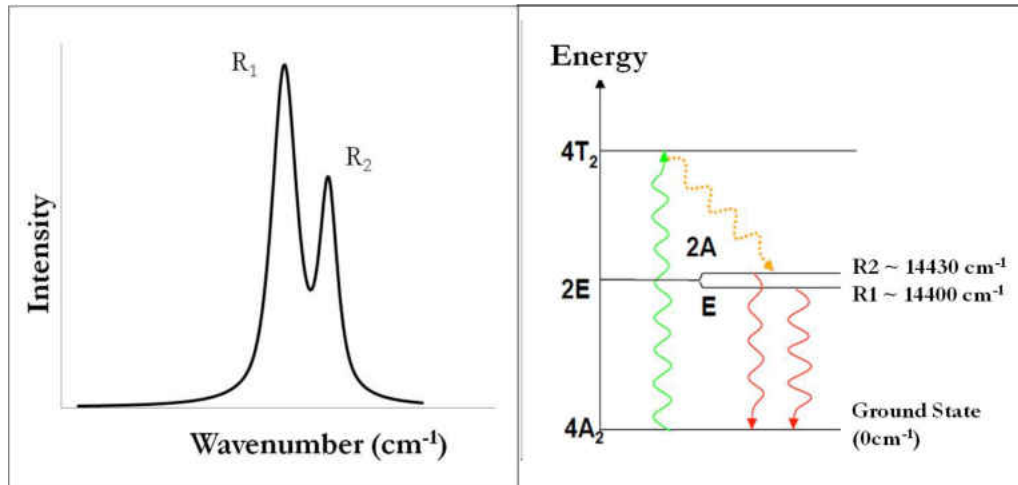 R₁
R₂
Intensity
Wavenumber (cm⁻¹)
Energy
4T₂
2A
2E
E
R2 ~ 14430 cm⁻¹
R1 ~ 14400 cm⁻¹
4A₂
Ground State
(0cm⁻¹)